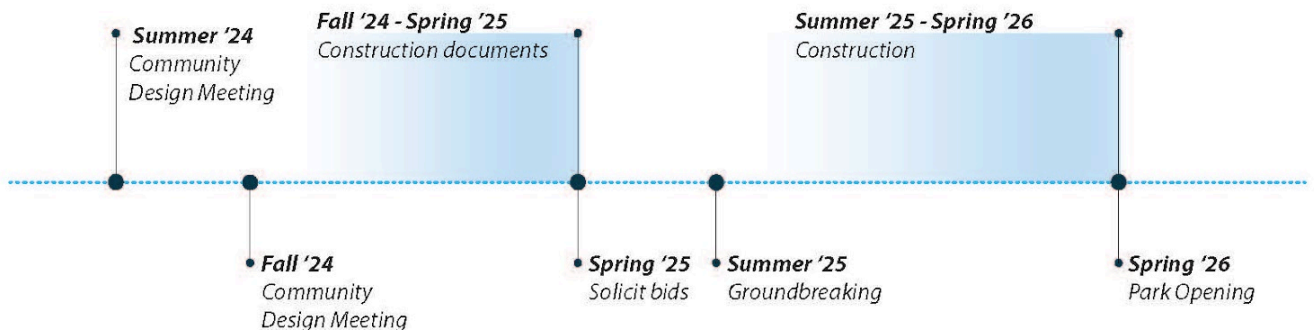 Summer ‘24
Community
Design Meeting
Fall ‘24 - Spring ‘25
Construction documents
Summer ‘25 - Spring ‘26
Construction
Fall ‘24
Community
Design Meeting
Spring ‘25
Solicit bids
Summer ‘25
Groundbreaking
Spring ‘26
Park Opening